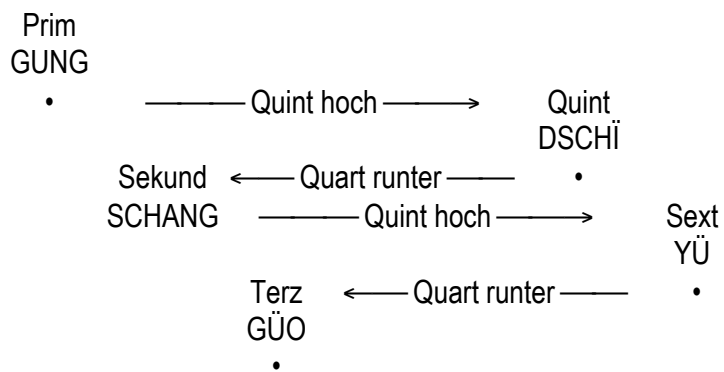 Prim
GUNG
• Quint hoch Quint
DSCHÏ
Sekund Quart runter •
SCHANG Quint hoch Sext
YÜ
Terz Quart runter •
GÜO
•